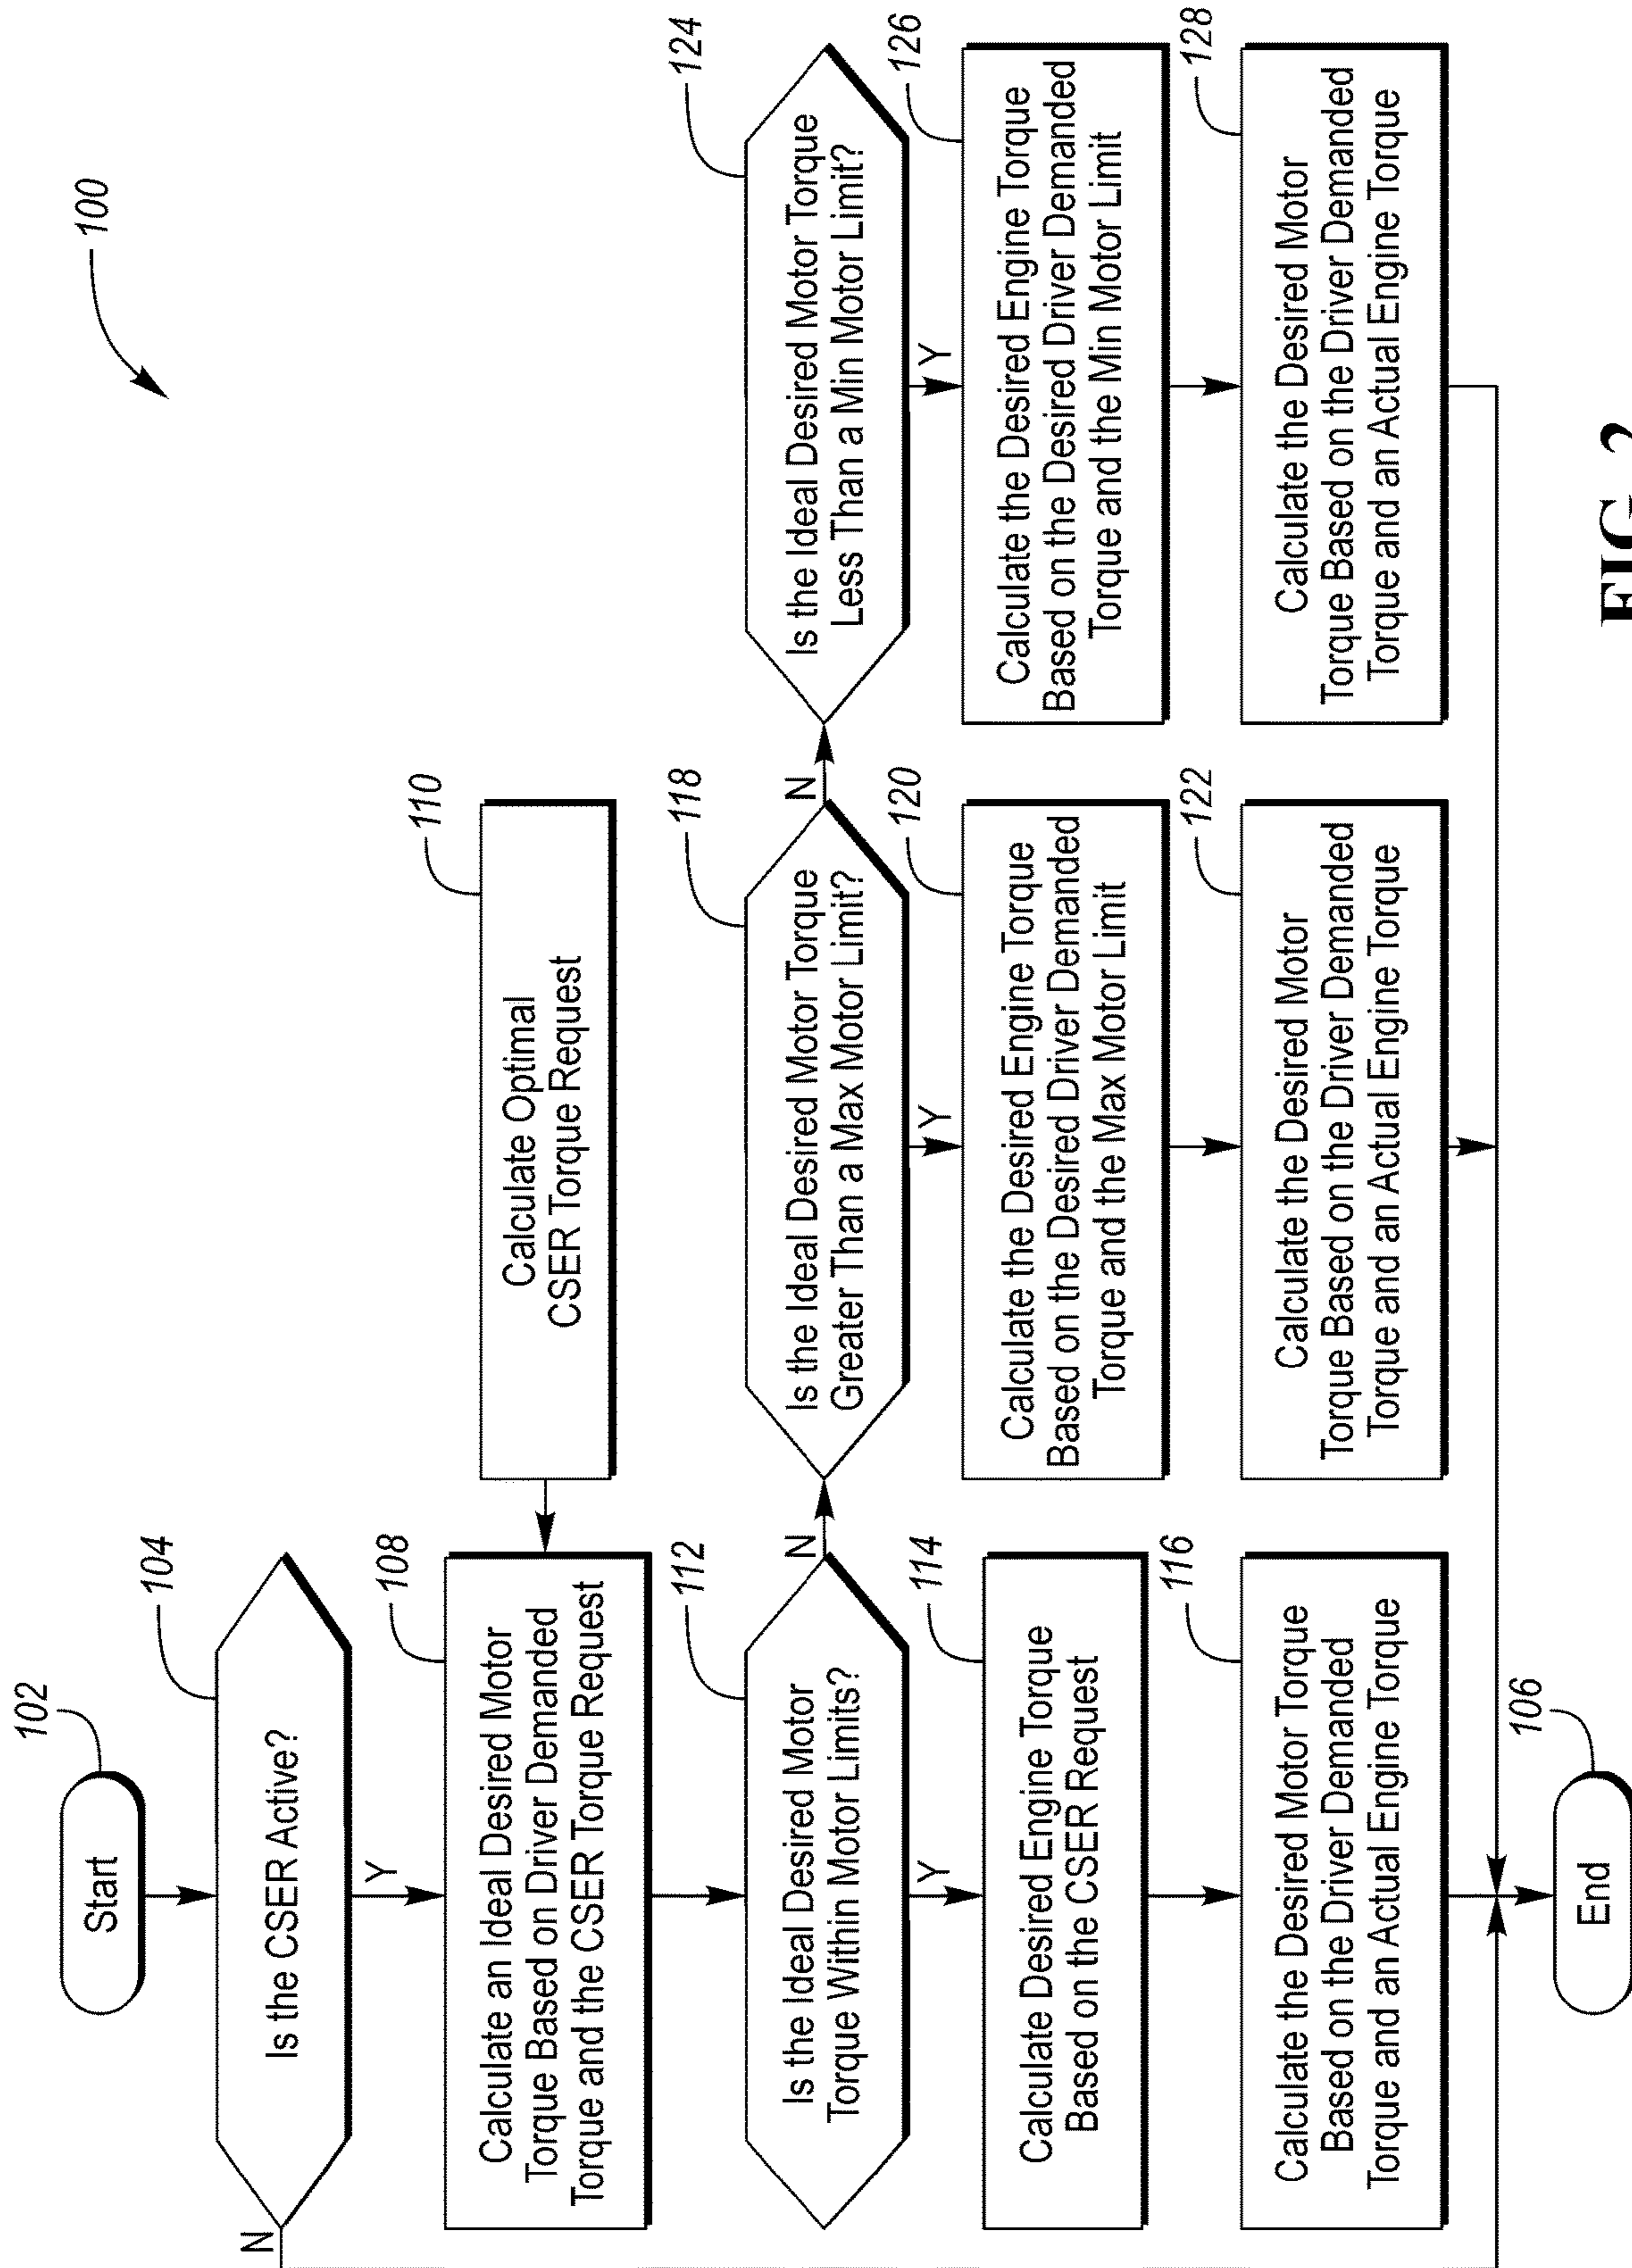 100
102
Start
104
Is the CSER Active?
N
Y
108
Calculate an Ideal Desired Motor
Torque Based on Driver Demanded
Torque and the CSER Torque Request
110
Calculate Optimal
CSER Torque Request
112
Is the Ideal Desired Motor
Torque Within Motor Limits?
N
Y
114
Calculate Desired Engine Torque
Based on the CSER Request
116
Calculate the Desired Motor Torque
Based on the Driver Demanded
Torque and an Actual Engine Torque
118
Is the Ideal Desired Motor Torque
Greater Than a Max Motor Limit?
N
Y
120
Calculate the Desired Engine Torque
Based on the Desired Driver Demanded
Torque and the Max Motor Limit
122
Calculate the Desired Motor
Torque Based on the Driver Demanded
Torque and an Actual Engine Torque
124
Is the Ideal Desired Motor Torque
Less Than a Min Motor Limit?
Y
126
Calculate the Desired Engine Torque
Based on the Desired Driver Demanded
Torque and the Min Motor Limit
128
Calculate the Desired Motor
Torque Based on the Driver Demanded
Torque and an Actual Engine Torque
106
End
FIG. 2